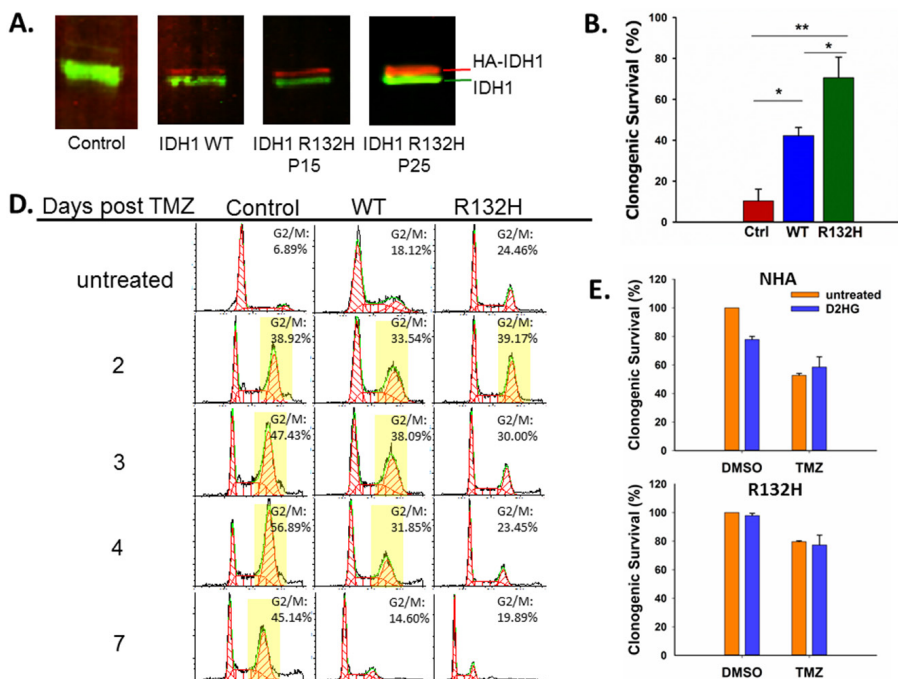 A.
HA-IDH1
IDH1
Control
IDH1 WT
IDH1 R132H
P15
IDH1 R132H
P25
B.
Clonogenic Survival (%)
100
80
60
40
20
0
**
*
*
Ctrl
WT
R132H
D.
Days post TMZ
Control
WT
R132H
untreated
G2/M:
6.89%
G2/M:
18.12%
G2/M:
24.46%
2
G2/M:
38.92%
G2/M:
33.54%
G2/M:
39.17%
3
G2/M:
47.43%
G2/M:
38.09%
G2/M:
30.00%
4
G2/M:
56.89%
G2/M:
31.85%
G2/M:
23.45%
7
G2/M:
45.14%
G2/M:
14.60%
G2/M:
19.89%
E.
NHA
untreated
D2HG
Clonogenic Survival (%)
100
80
60
40
20
0
DMSO
TMZ
R132H
Clonogenic Survival (%)
100
80
60
40
20
0
DMSO
TMZ